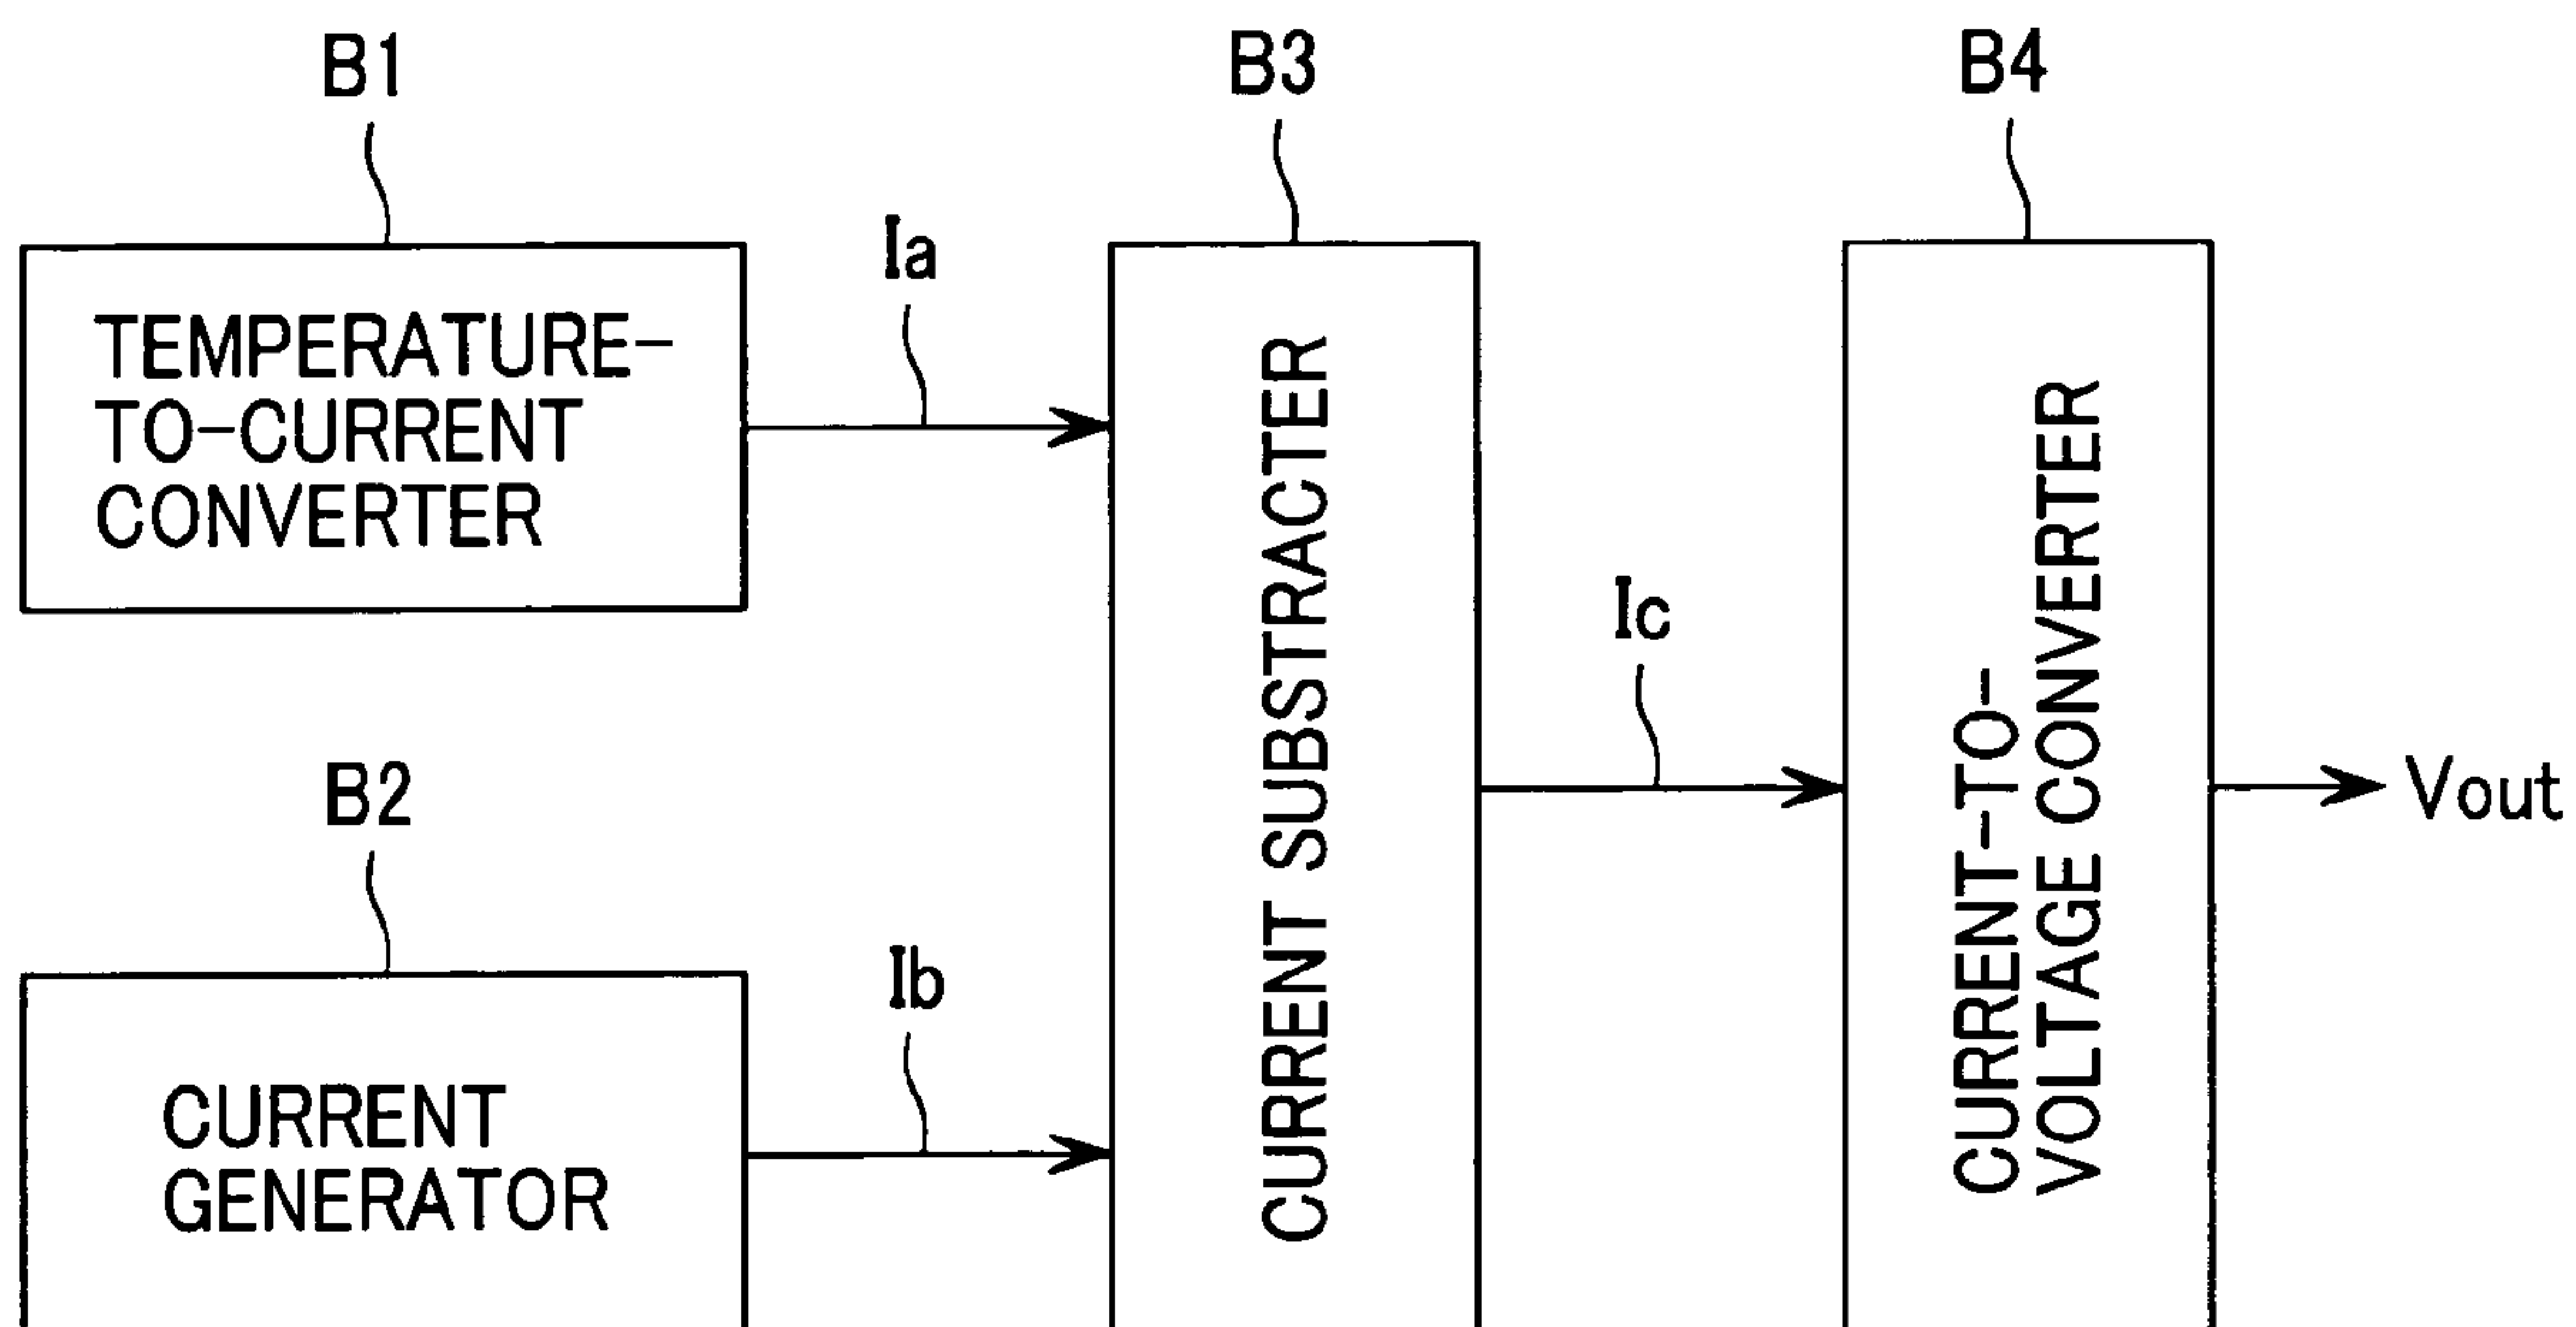 B1
B3
B4
Ia
TEMPERATURE-
TO-CURRENT
CONVERTER
CURRENT SUBSTRACTER
Ic
CURRENT-TO-
VOLTAGE CONVERTER
Vout
B2
Ib
CURRENT
GENERATOR